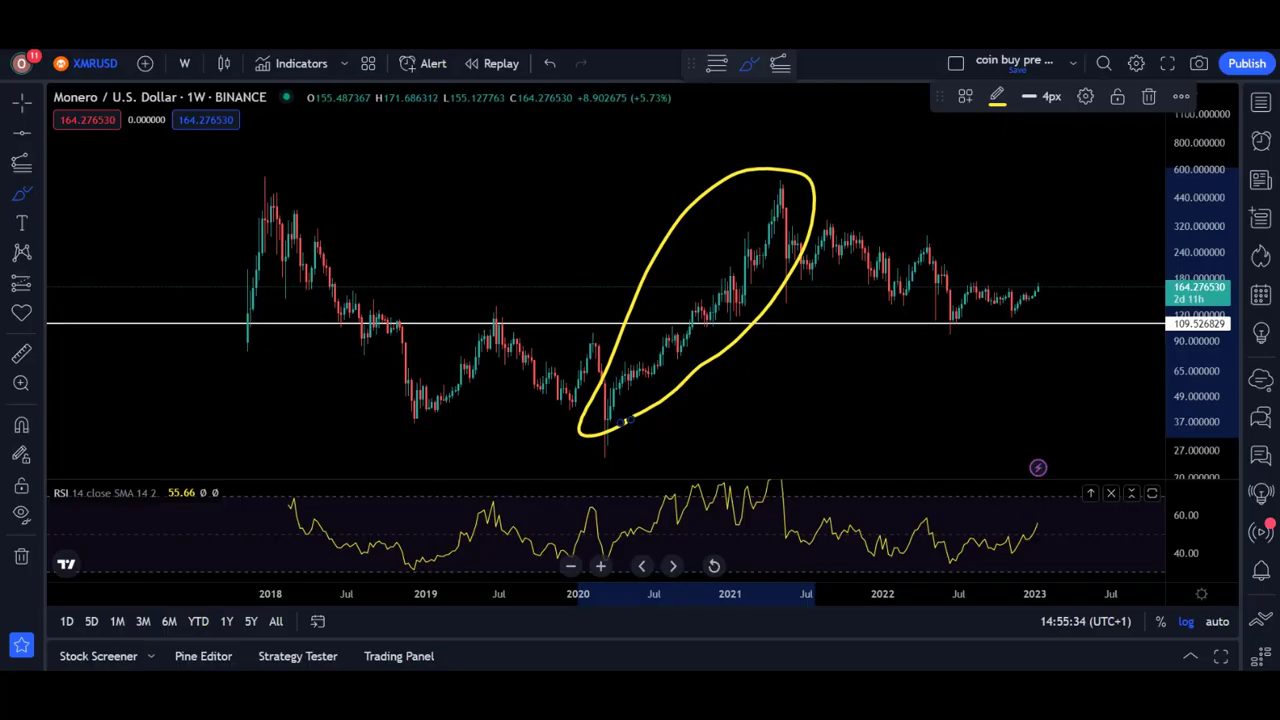 O 11 XMRUSD W Indicators Alert Replay coin buy pre ... Save Publish
Monero / U.S. Dollar · 1W · BINANCE O155.487367 H171.686312 L155.127763 C164.276530 +8.902675 (+5.73%)
4px
164.276530 0.000000 164.276530
1100.000000
800.000000
600.000000
440.000000
320.000000
240.000000
180.000000
164.276530
2d 11h
120.000000
109.526829
90.000000
65.000000
49.000000
37.000000
27.000000
20.000000
RSI 14 close SMA 14 2 55.66 Ø Ø
60.00
40.00
2018 Jul 2019 Jul 2020 Jul 2021 Jul 2022 Jul 2023 Jul
1D 5D 1M 3M 6M YTD 1Y 5Y All 14:55:34 (UTC+1) % log auto
Stock Screener Pine Editor Strategy Tester Trading Panel